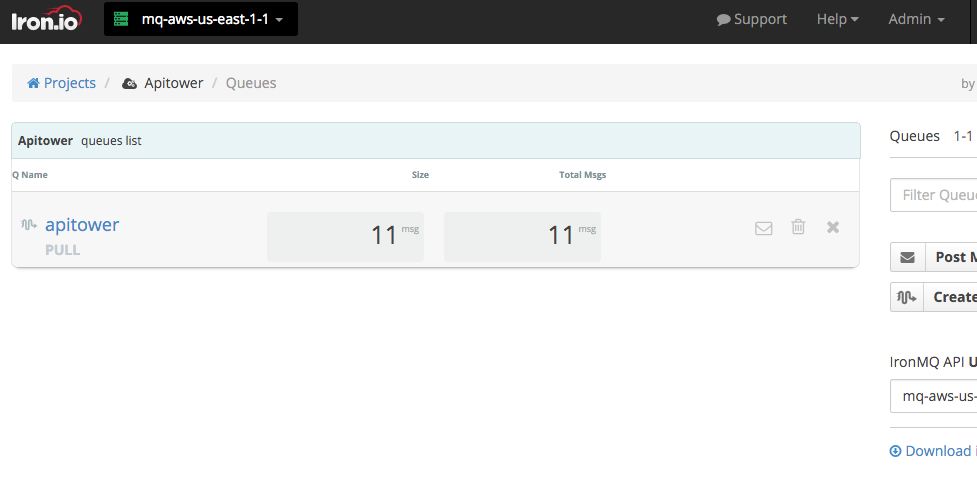 Iron.io mq-aws-us-east-1-1 Support Help Admin
Projects / Apitower / Queues by
Apitower queues list
Queues 1-1
Q Name Size Total Msgs
Filter Queu
apitower 11 msg 11 msg
PULL
Post M
Create
IronMQ API U
mq-aws-us-
Download i